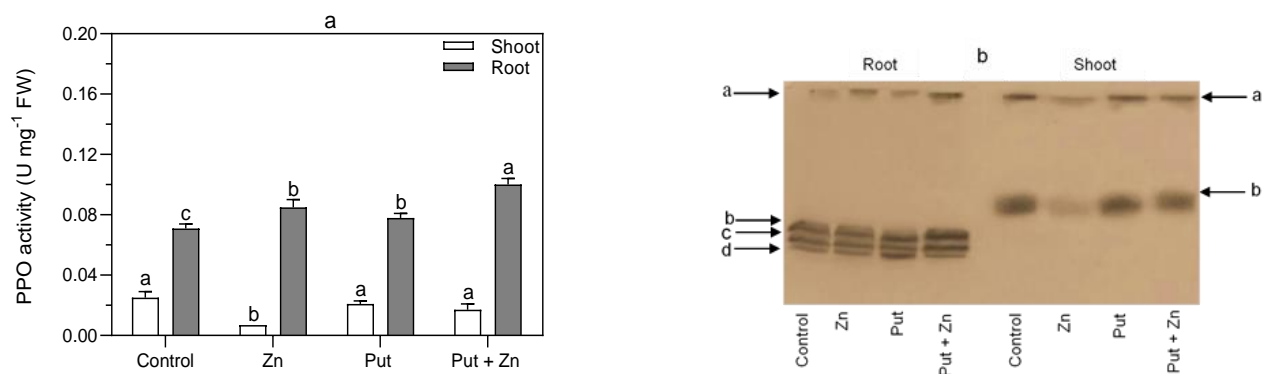 a
0.20
0.16
0.12
0.08
0.04
0.00
PPO activity (U mg⁻¹ FW)
Shoot
Root
a
c
b
b
a
b
a
a
Control
Zn
Put
Put + Zn
b
Root
Shoot
a
a
b
b
c
d
Control
Zn
Put
Put + Zn
Control
Zn
Put
Put + Zn